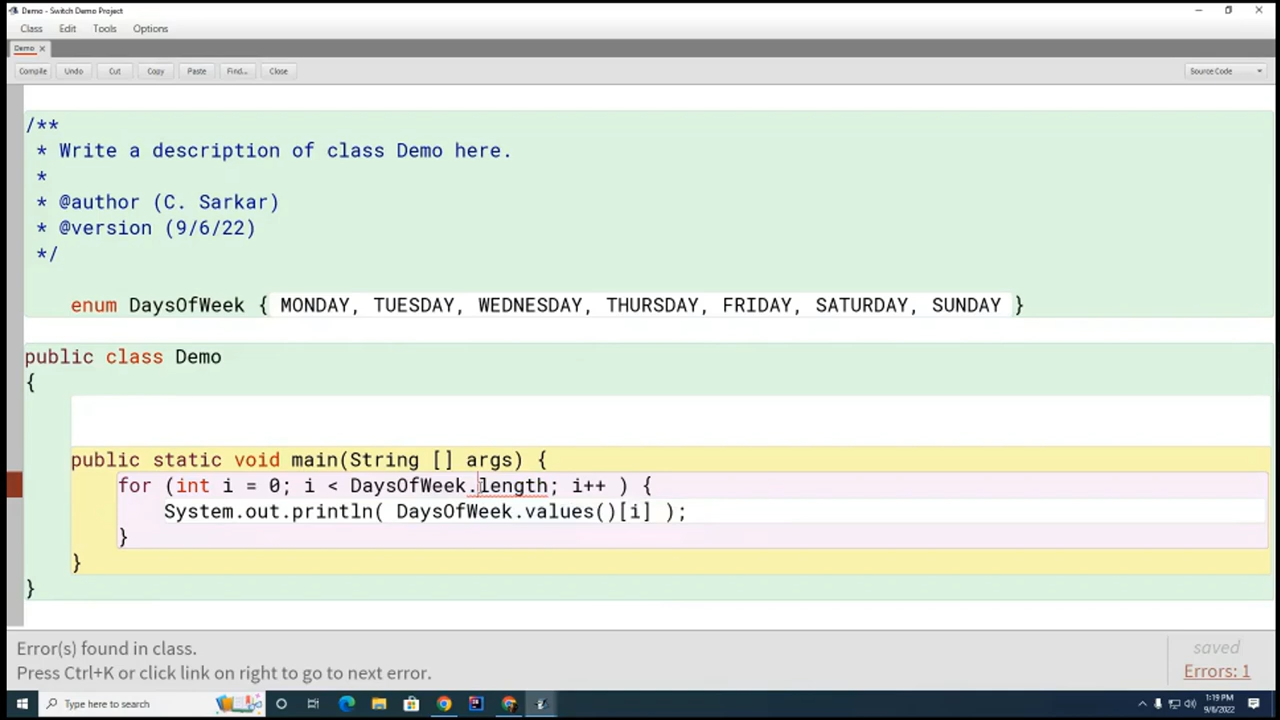 Demo - Switch Demo Project
Class Edit Tools Options
Demo ×
Compile Undo Cut Copy Paste Find... Close Source Code
/**
* Write a description of class Demo here.
*
* @author (C. Sarkar)
* @version (9/6/22)
*/
enum DaysOfWeek { MONDAY, TUESDAY, WEDNESDAY, THURSDAY, FRIDAY, SATURDAY, SUNDAY }
public class Demo
{
public static void main(String [] args) {
for (int i = 0; i < DaysOfWeek.length; i++ ) {
System.out.println( DaysOfWeek.values()[i] );
}
}
}
Error(s) found in class.
Press Ctrl+K or click link on right to go to next error.
saved
Errors: 1
Type here to search
1:19 PM
9/6/2022